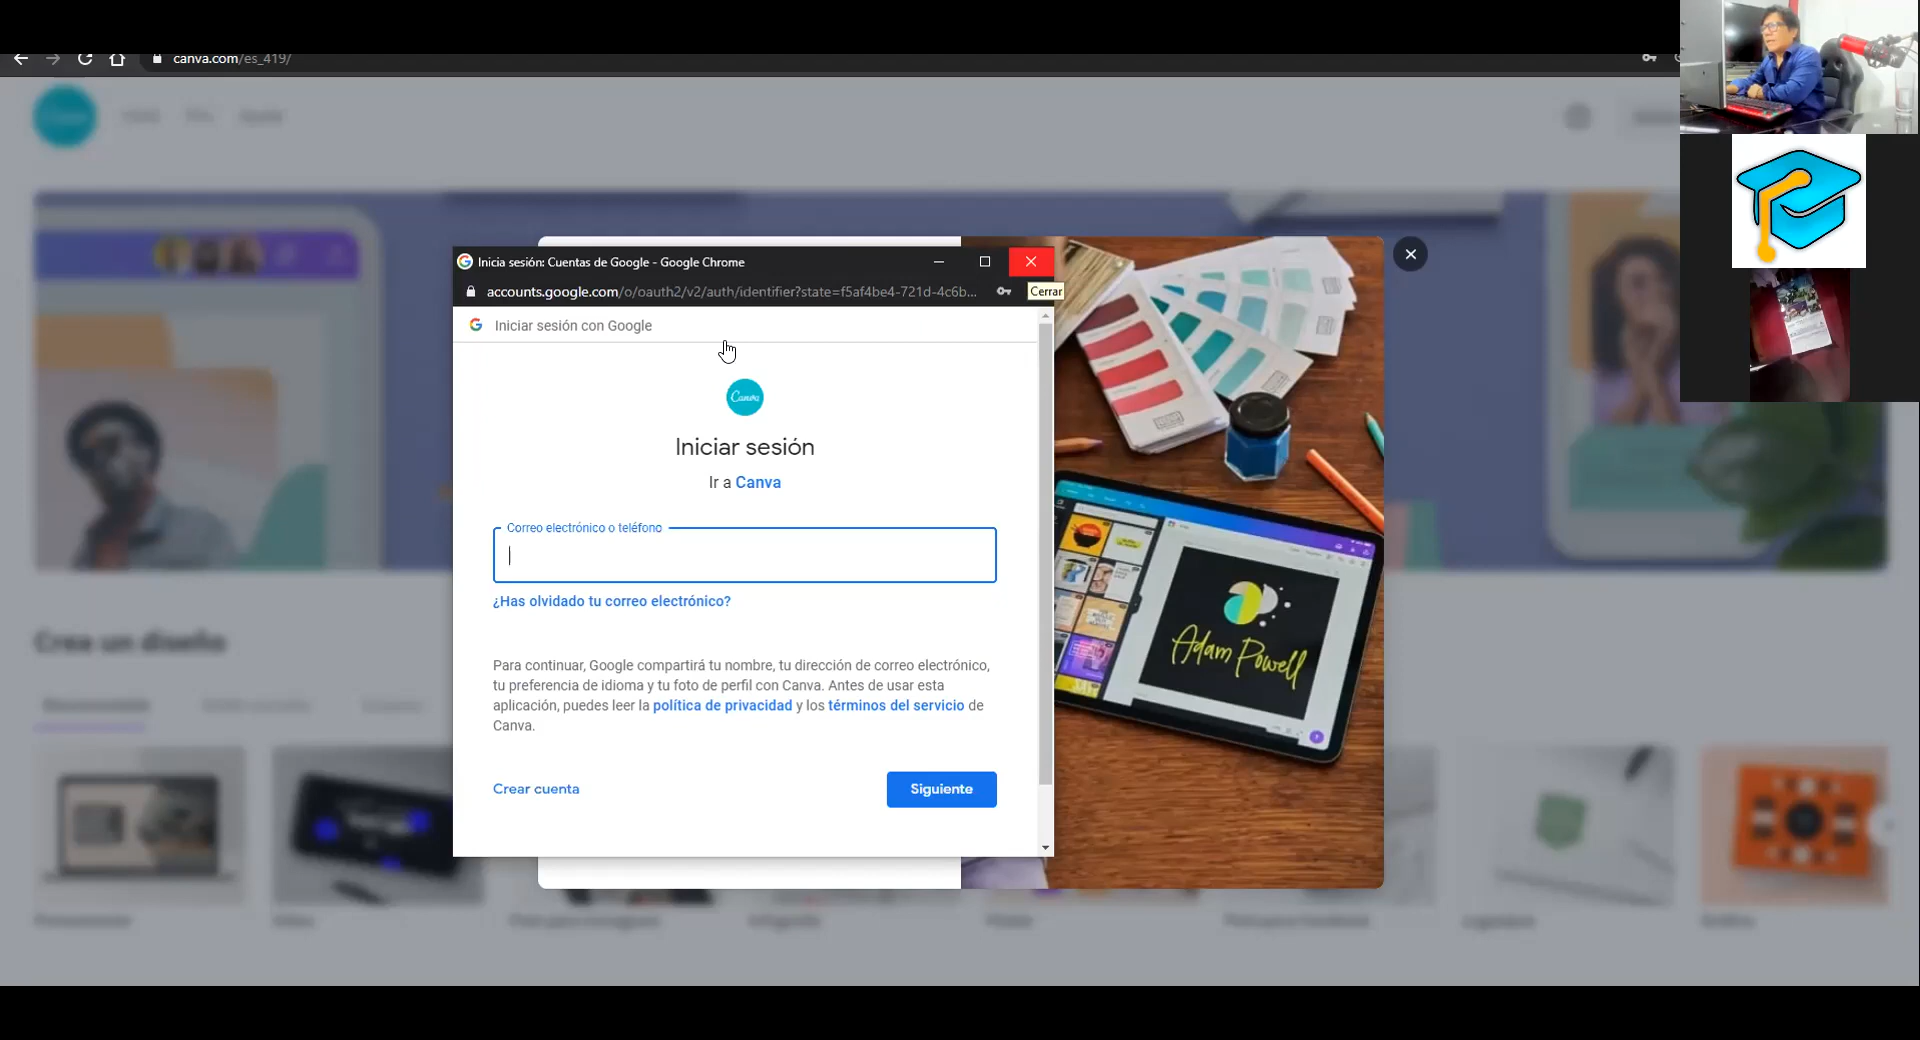 canva.com/es_419/
Inicia sesión: Cuentas de Google - Google Chrome
accounts.google.com/o/oauth2/v2/auth/identifier?state=f5af4be4-721d-4c6b...
Cerrar
Iniciar sesión con Google
Canva
Iniciar sesión
Ir a Canva
Correo electrónico o teléfono
¿Has olvidado tu correo electrónico?
Para continuar, Google compartirá tu nombre, tu dirección de correo electrónico,
tu preferencia de idioma y tu foto de perfil con Canva. Antes de usar esta
aplicación, puedes leer la política de privacidad y los términos del servicio de
Canva.
Crear cuenta
Siguiente
Adam Powell
Crea un diseño